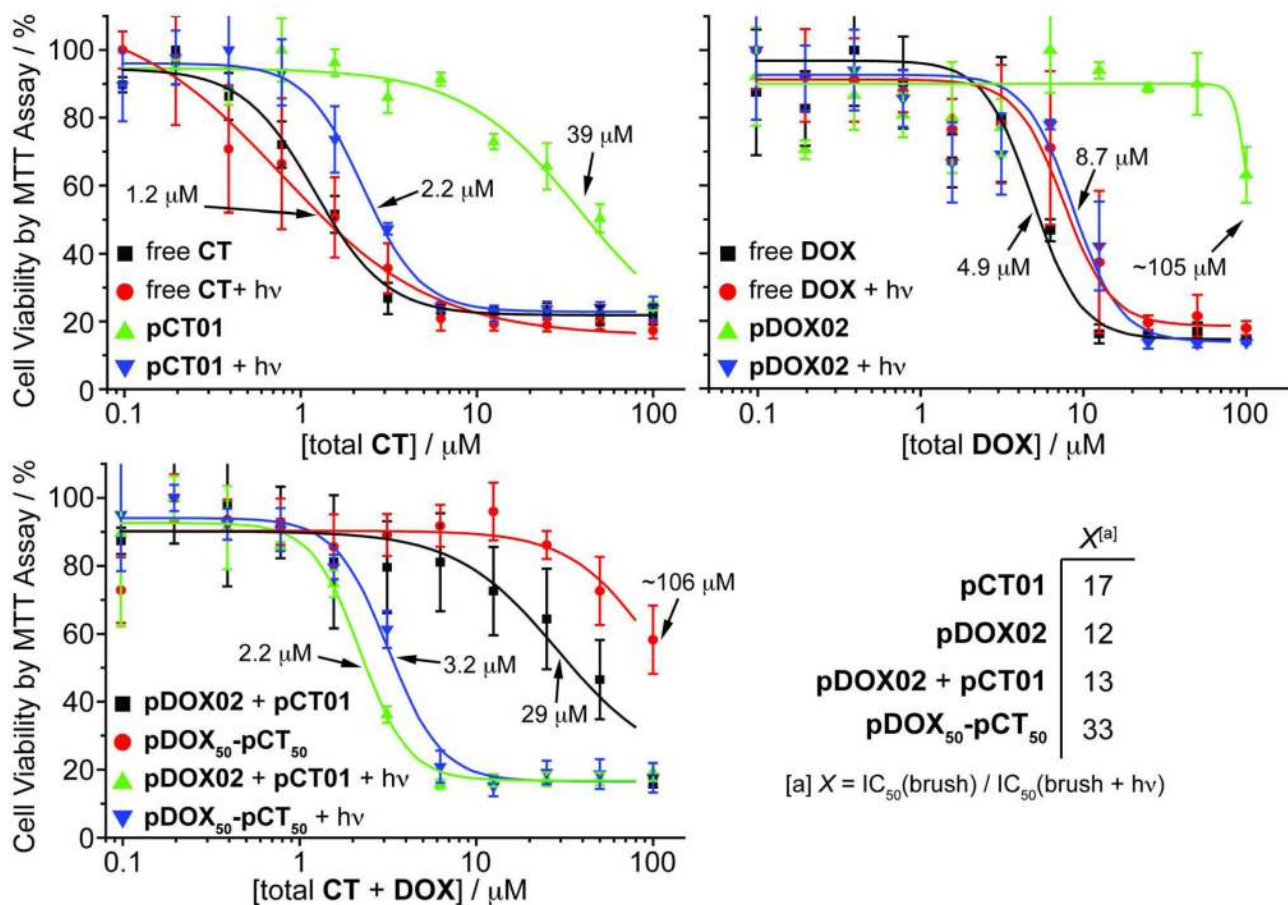 Cell Viability by MTT Assay / %
100
80
60
40
20
0
39 μM
2.2 μM
1.2 μM
free CT
free CT+ hν
pCT01
pCT01 + hν
0.1 1 10 100
[total CT] / μM
8.7 μM
4.9 μM
~105 μM
free DOX
free DOX + hν
pDOX02
pDOX02 + hν
0.1 1 10 100
[total DOX] / μM
Cell Viability by MTT Assay / %
100
80
60
40
20
0
~106 μM
2.2 μM
3.2 μM
29 μM
pDOX02 + pCT01
pDOX₅₀-pCT₅₀
pDOX02 + pCT01 + hν
pDOX₅₀-pCT₅₀ + hν
0.1 1 10 100
[total CT + DOX] / μM
X[a]
pCT01 17
pDOX02 12
pDOX02 + pCT01 13
pDOX₅₀-pCT₅₀ 33
[a] X = IC₅₀(brush) / IC₅₀(brush + hν)